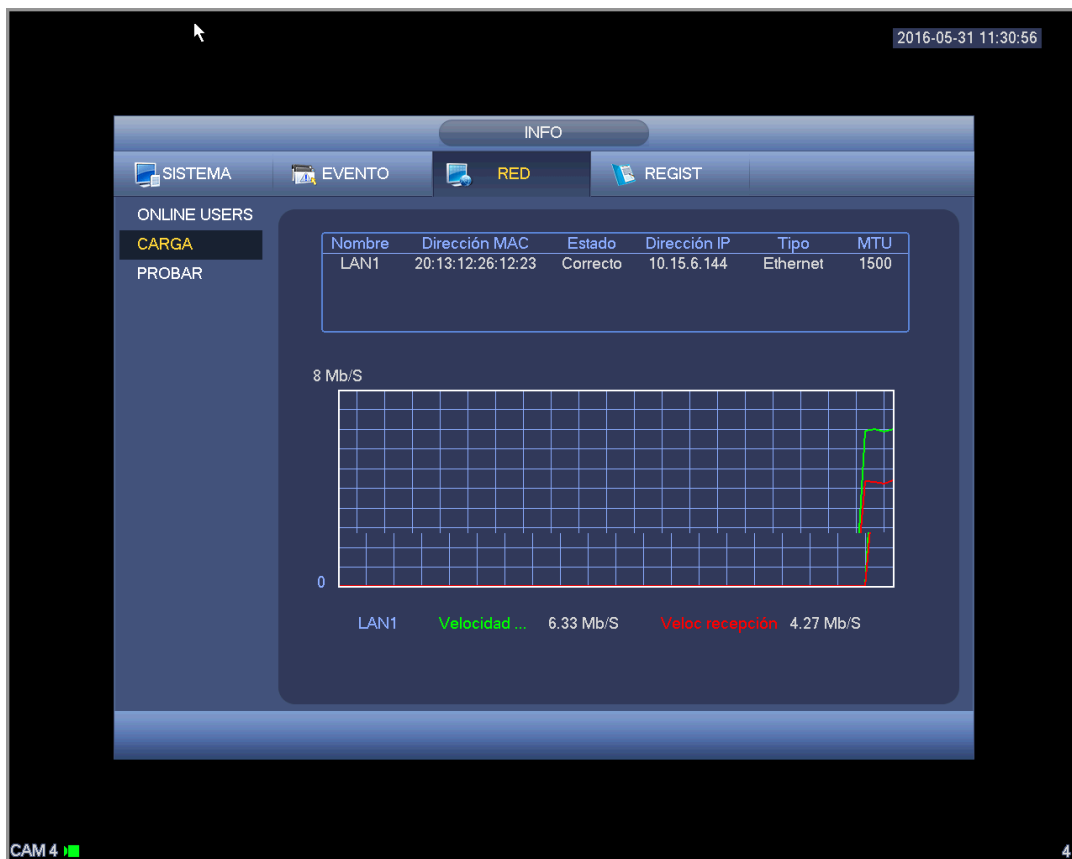 2016-05-31 11:30:56
INFO
SISTEMA EVENTO RED REGIST
ONLINE USERS
CARGA
PROBAR
Nombre Dirección MAC Estado Dirección IP Tipo MTU
LAN1 20:13:12:26:12:23 Correcto 10.15.6.144 Ethernet 1500
8 Mb/S
0
LAN1 Velocidad ... 6.33 Mb/S Veloc recepción 4.27 Mb/S
CAM 4 4